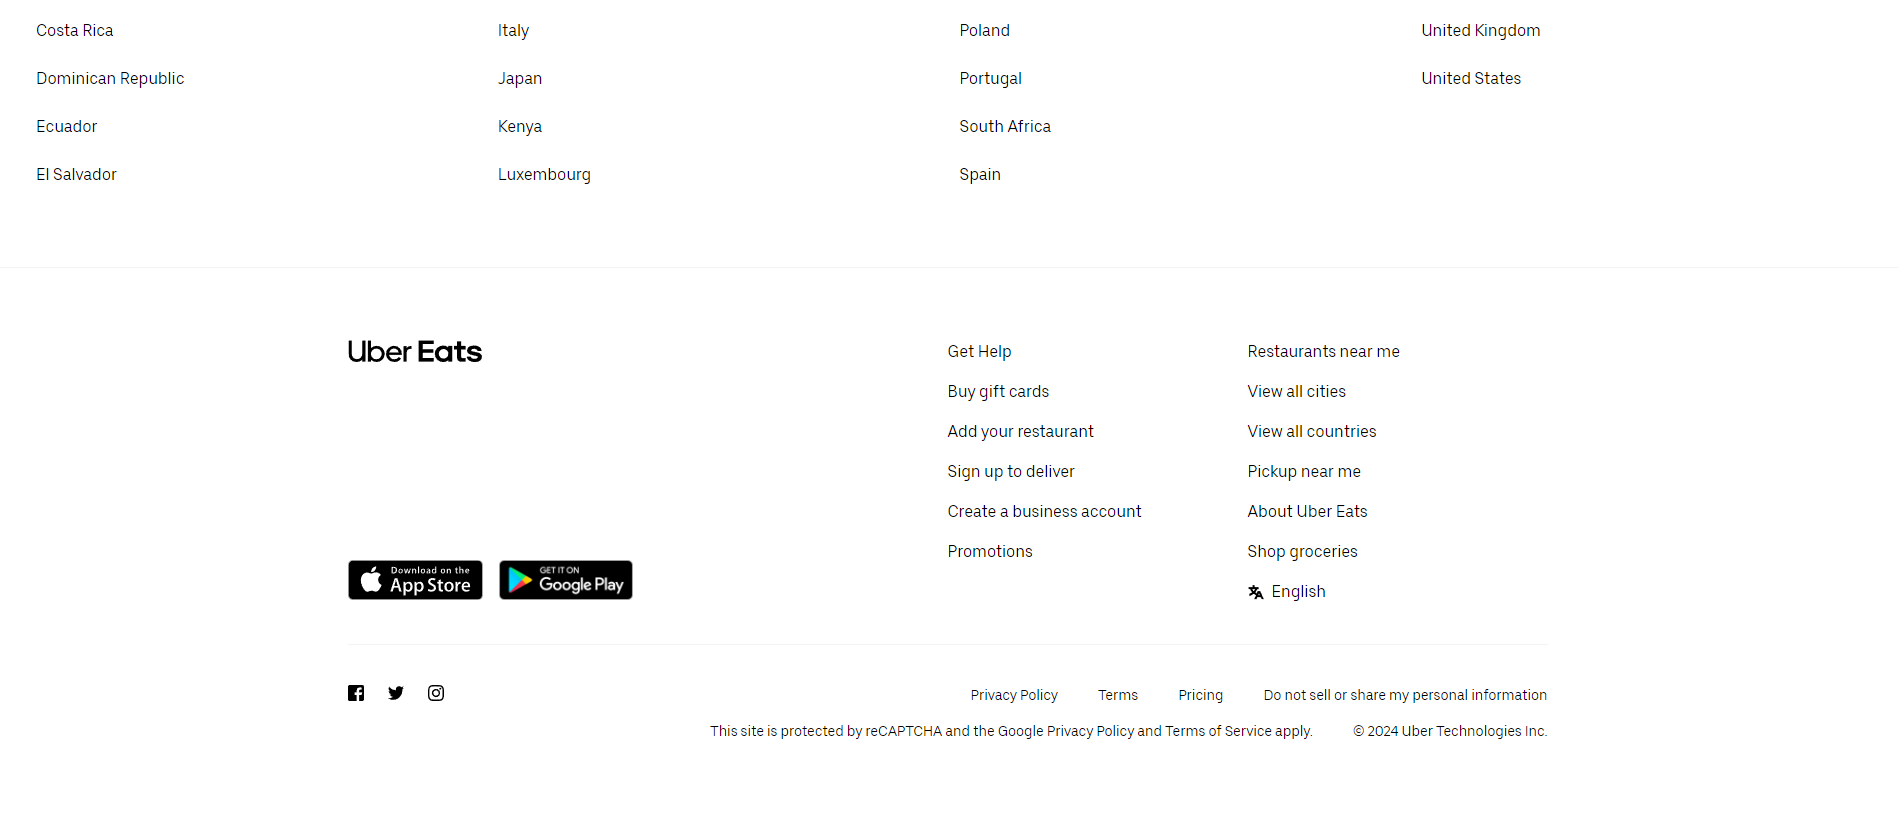 Costa Rica
Italy
Poland
United Kingdom
Dominican Republic
Japan
Portugal
United States
Ecuador
Kenya
South Africa
El Salvador
Luxembourg
Spain
Uber Eats
Get Help
Restaurants near me
Buy gift cards
View all cities
Add your restaurant
View all countries
Sign up to deliver
Pickup near me
Create a business account
About Uber Eats
Promotions
Shop groceries
Download on the
App Store
GET IT ON
Google Play
English
Privacy Policy
Terms
Pricing
Do not sell or share my personal information
This site is protected by reCAPTCHA and the Google Privacy Policy and Terms of Service apply.
© 2024 Uber Technologies Inc.